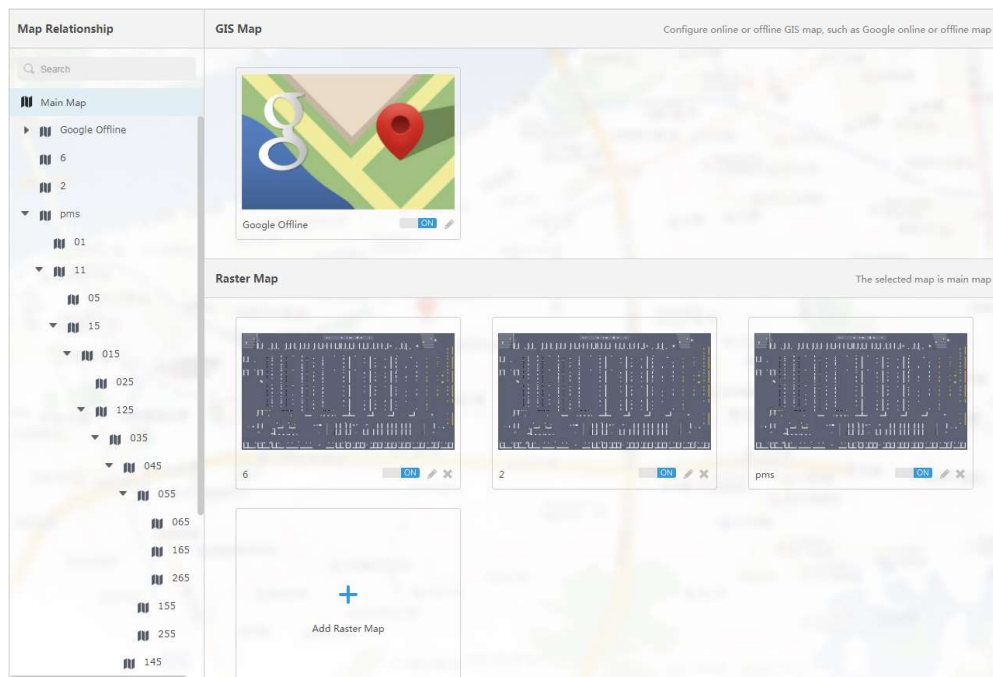 Map Relationship
Search
Main Map
Google Offline
6
2
pms
01
11
05
15
015
025
125
035
045
055
065
165
265
155
255
145
GIS Map
Configure online or offline GIS map, such as Google online or offline map
g
Google Offline
ON
Raster Map
The selected map is main map
6
ON
2
ON
pms
ON
Add Raster Map